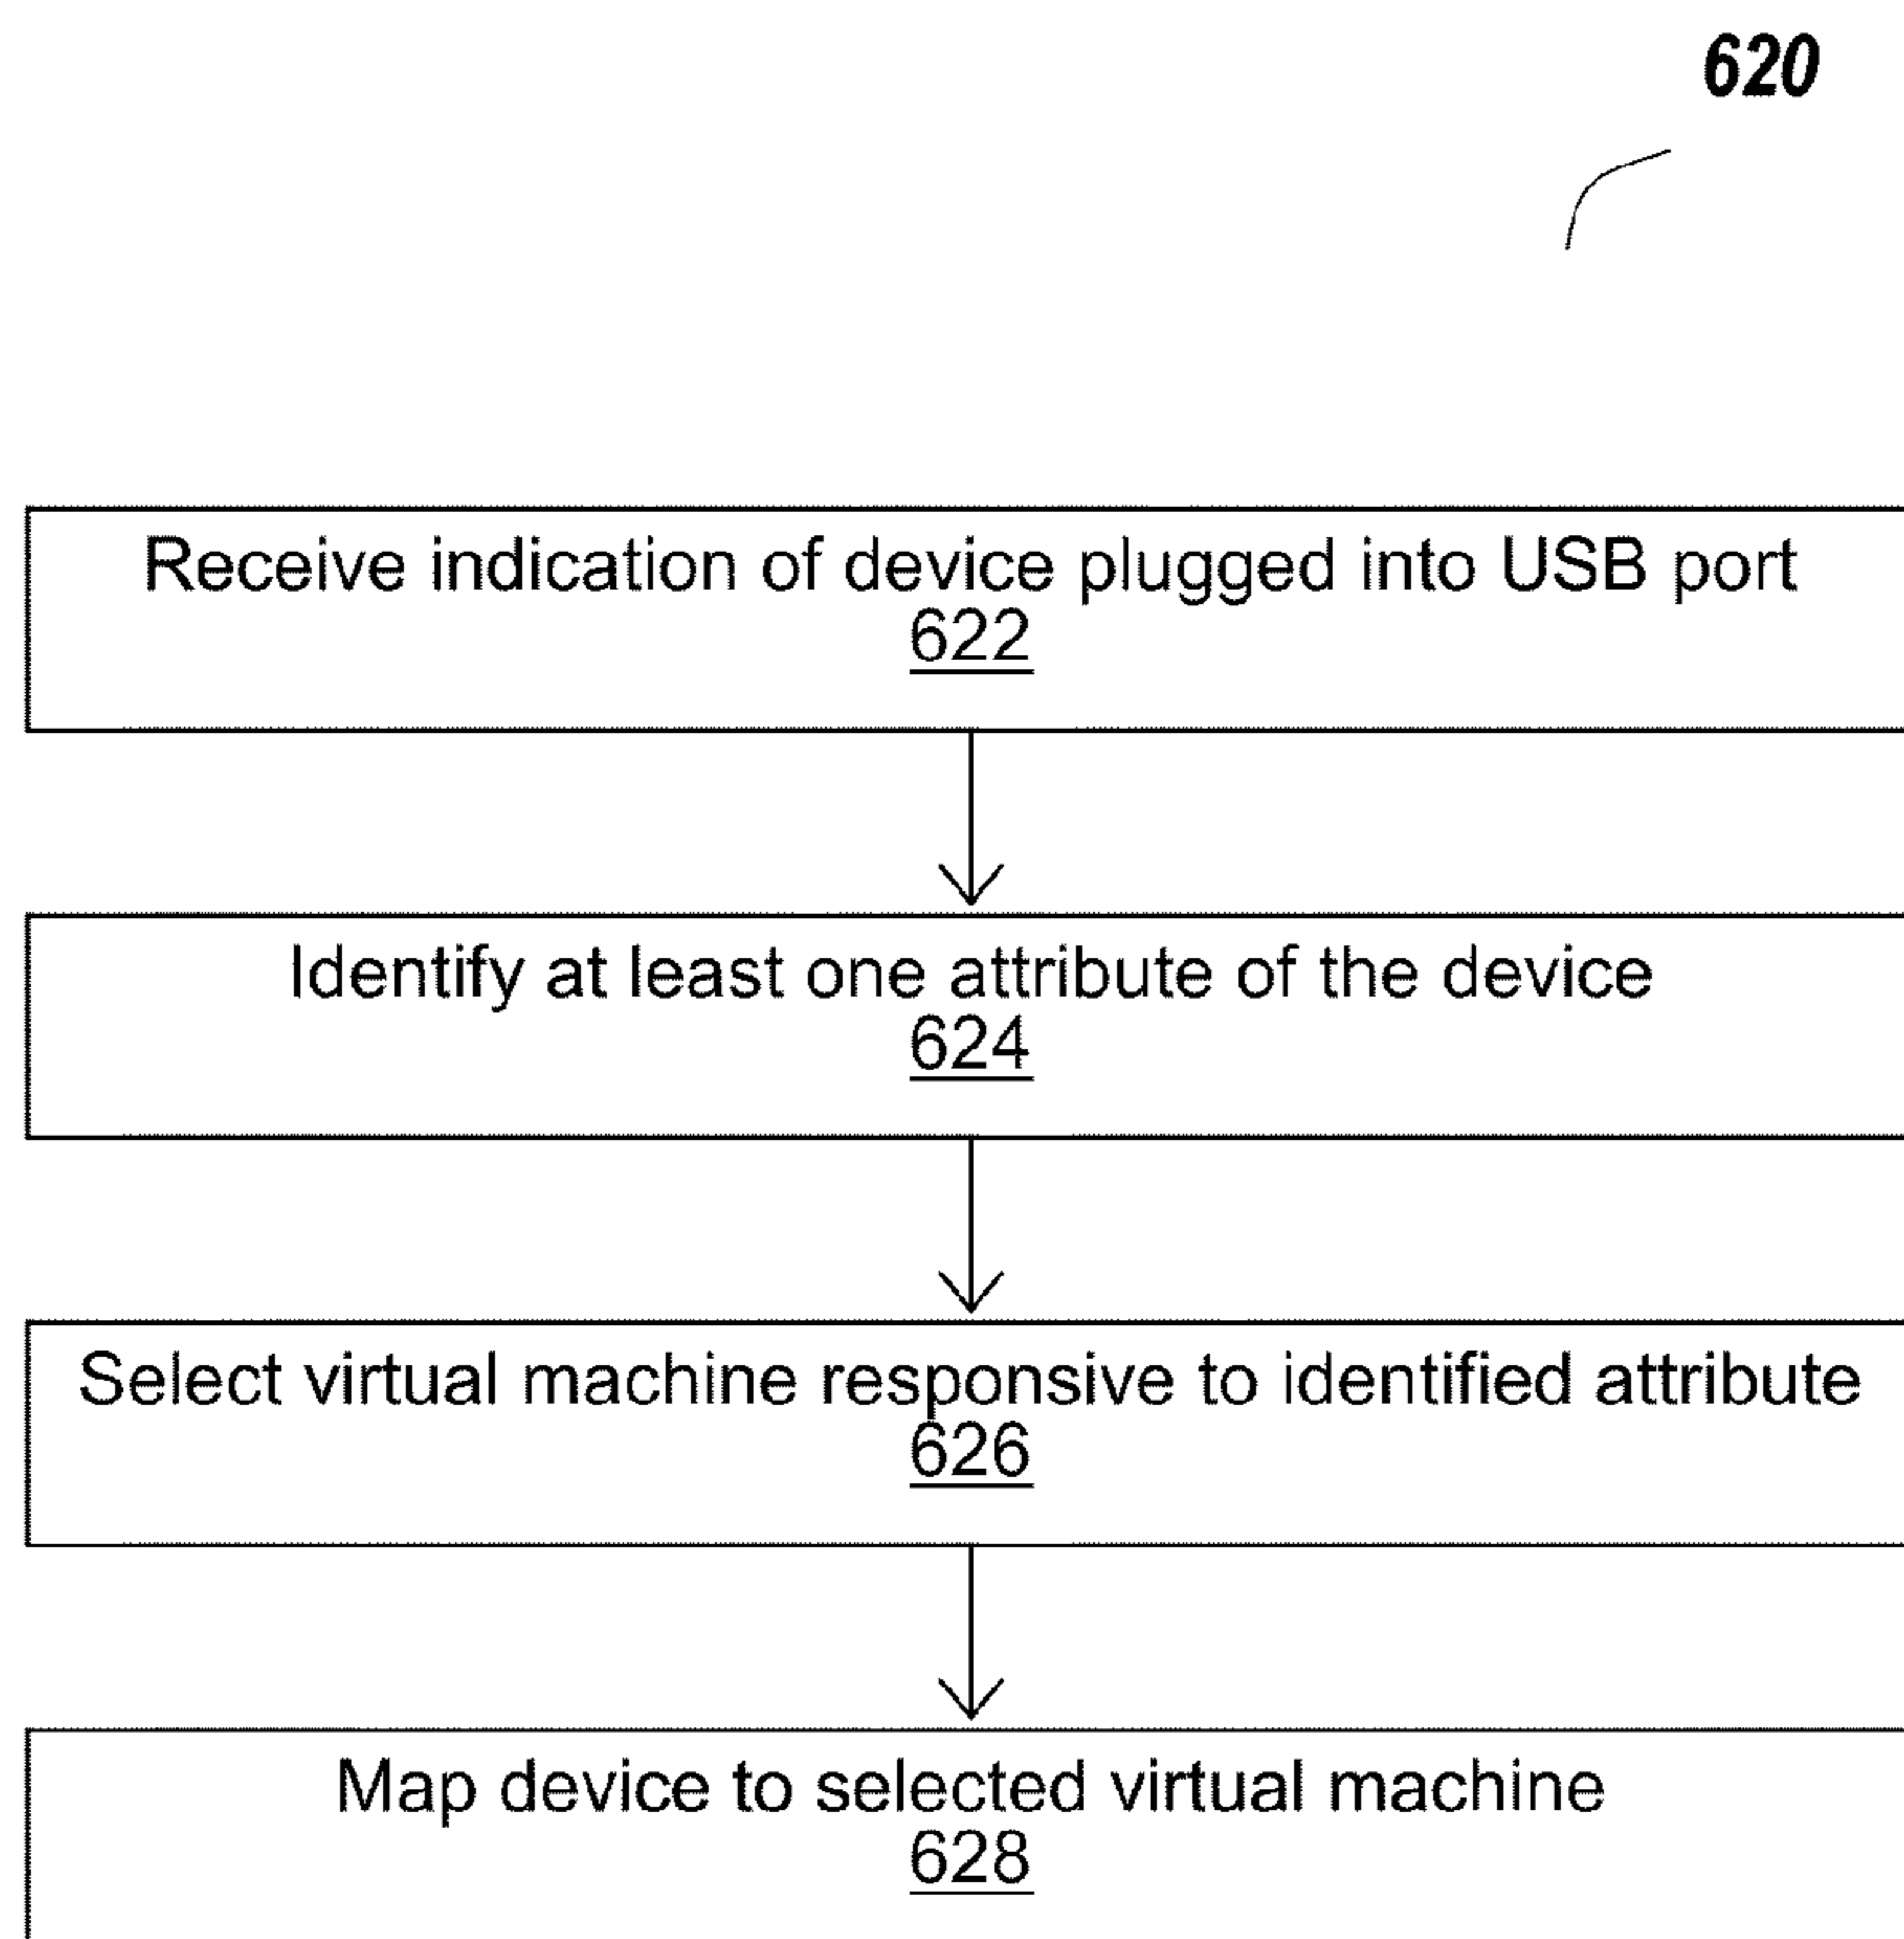 620
Receive indication of device plugged into USB port
622
Identify at least one attribute of the device
624
Select virtual machine responsive to identified attribute
626
Map device to selected virtual machine
628